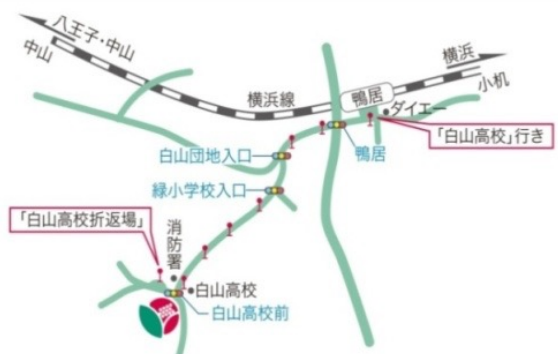 八王子・中山
中山
横浜
小机
横浜線
鴨居
ダイエー
「白山高校」行き
白山団地入口
鴨居
緑小学校入口
「白山高校折返場」
消防署
白山高校
白山高校前